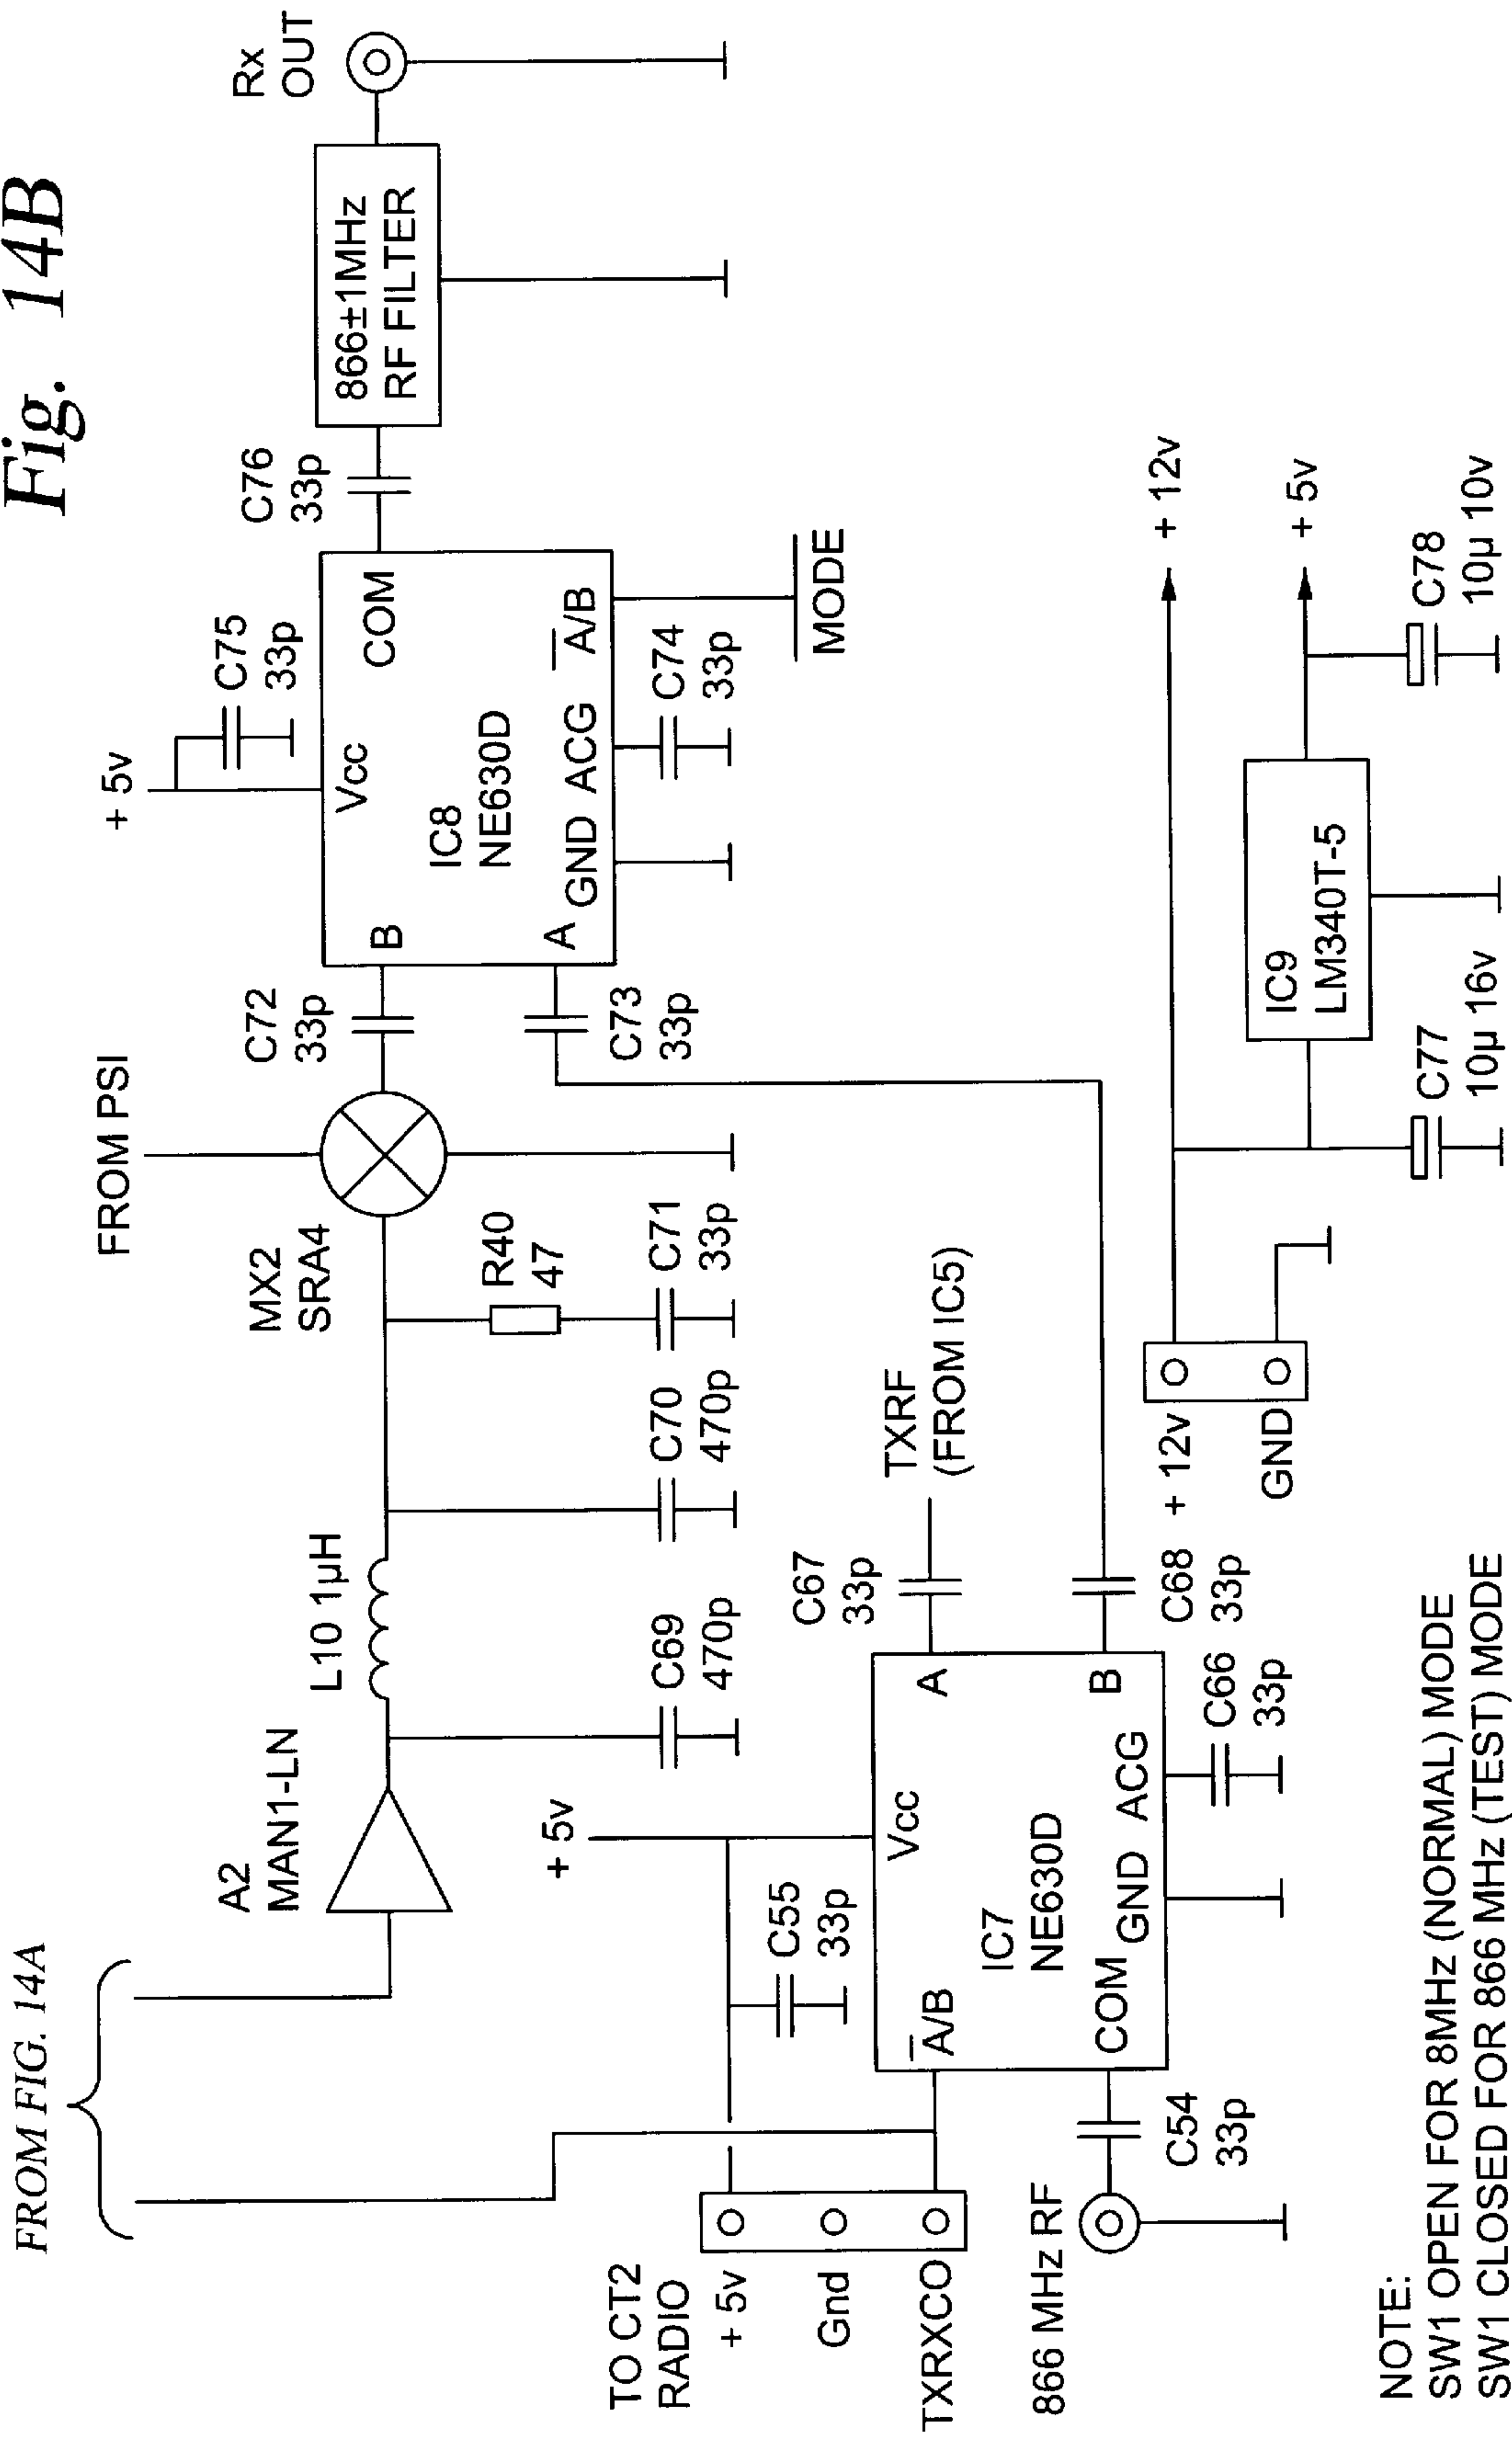 Fig. 14B
FROM FIG. 14A
A2
MAN1-LN
L10 1µH
C69
470p
C70
470p
R40
47
C71
33p
MX2
SRA4
FROM PSI
C72
33p
C73
33p
+ 5v
C75
33p
B
Vcc
COM
IC8
NE630D
A
GND
ACG
A/B
C74
33p
MODE
C76
33p
866±1MHz
RF FILTER
Rx
OUT
TO CT2
RADIO
+ 5v
Gnd
TXRXCO
866 MHz RF
C54
33p
+ 5v
C55
33p
A/B
Vcc
A
IC7
NE630D
COM
GND
ACG
B
C66
33p
C67
33p
TXRF
(FROM IC5)
C68
33p
+ 12v
GND
+ 12v
IC9
LM340T-5
+ 5v
C77
10µ 16v
C78
10µ 10v
NOTE:
SW1 OPEN FOR 8MHz (NORMAL) MODE
SW1 CLOSED FOR 866 MHz (TEST) MODE